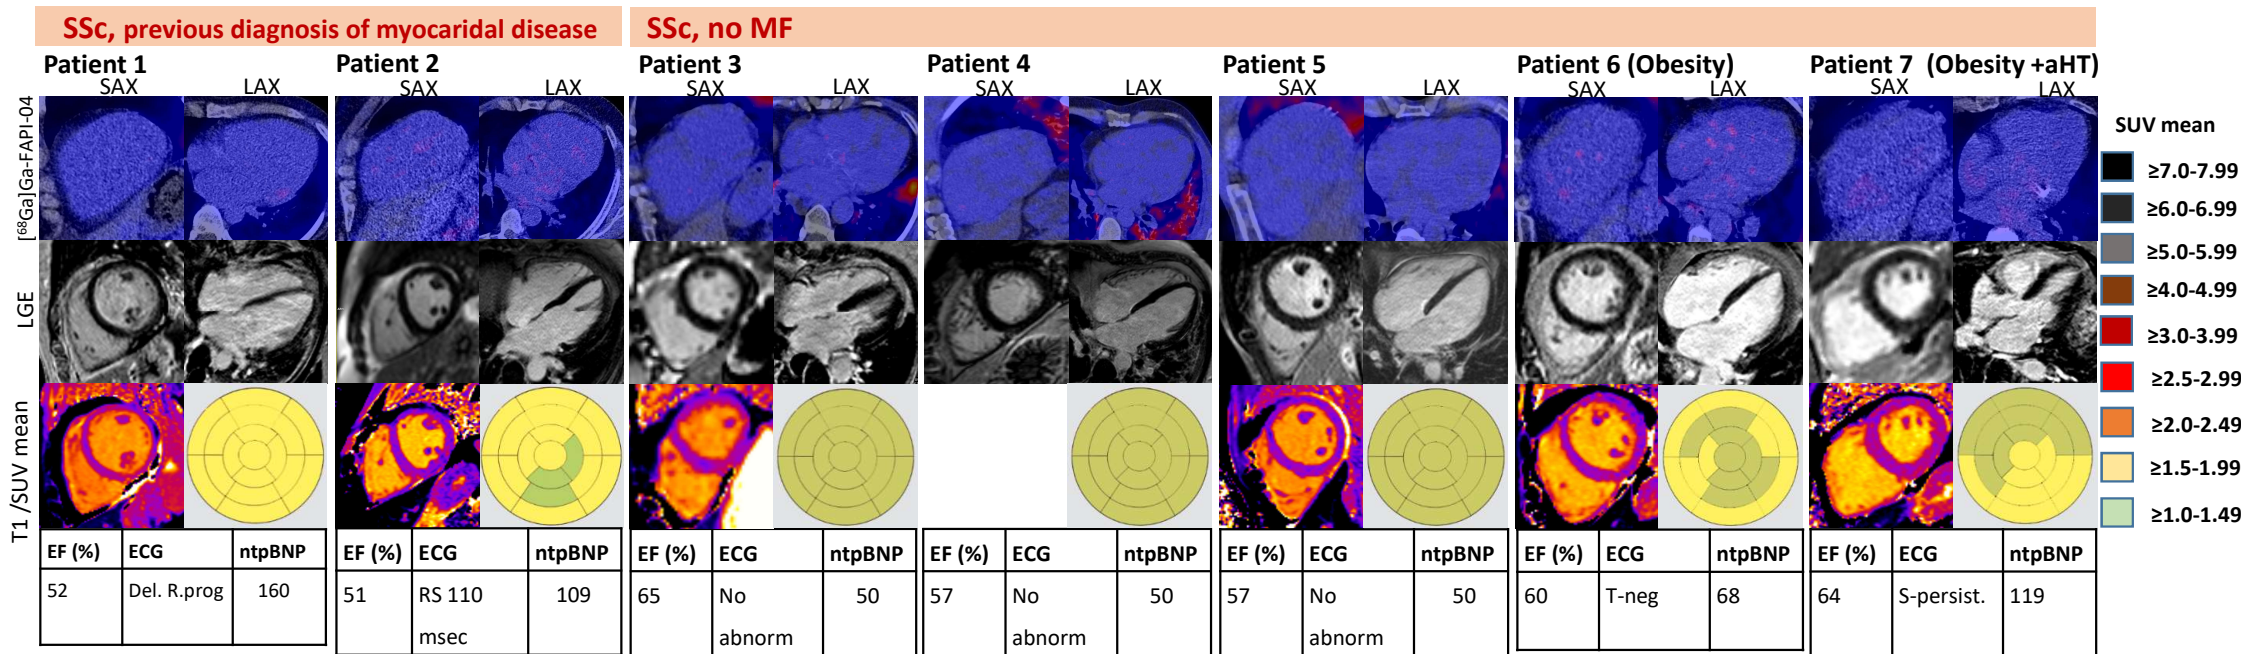 SSc, previous diagnosis of myocaridal disease
SSc, no MF
Patient 1
SAX LAX
Patient 2
SAX LAX
Patient 3
SAX LAX
Patient 4
SAX LAX
Patient 5
SAX LAX
Patient 6 (Obesity)
SAX LAX
Patient 7 (Obesity +aHT)
SAX LAX
[68Ga]Ga-FAPI-04
LGE
T1 /SUV mean
EF (%) ECG ntpBNP
52 Del. R.prog 160
EF (%) ECG ntpBNP
51 RS 110 109
msec
EF (%) ECG ntpBNP
65 No 50
abnorm
EF (%) ECG ntpBNP
57 No 50
abnorm
EF (%) ECG ntpBNP
57 No 50
abnorm
EF (%) ECG ntpBNP
60 T-neg 68
EF (%) ECG ntpBNP
64 S-persist. 119
SUV mean
≥7.0-7.99
≥6.0-6.99
≥5.0-5.99
≥4.0-4.99
≥3.0-3.99
≥2.5-2.99
≥2.0-2.49
≥1.5-1.99
≥1.0-1.49